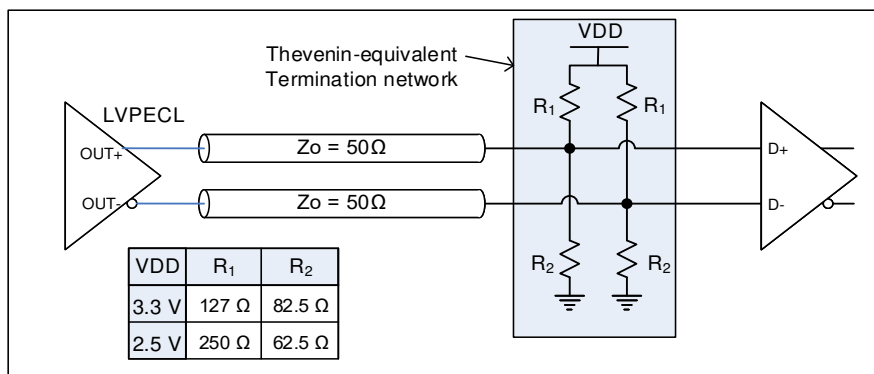 VDD
Thevenin-equivalent
Termination network
R₁
R₁
LVPECL
OUT+
Zo = 50Ω
D+
OUT-
Zo = 50Ω
D-
R₂
R₂
VDD R₁ R₂
3.3 V 127 Ω 82.5 Ω
2.5 V 250 Ω 62.5 Ω